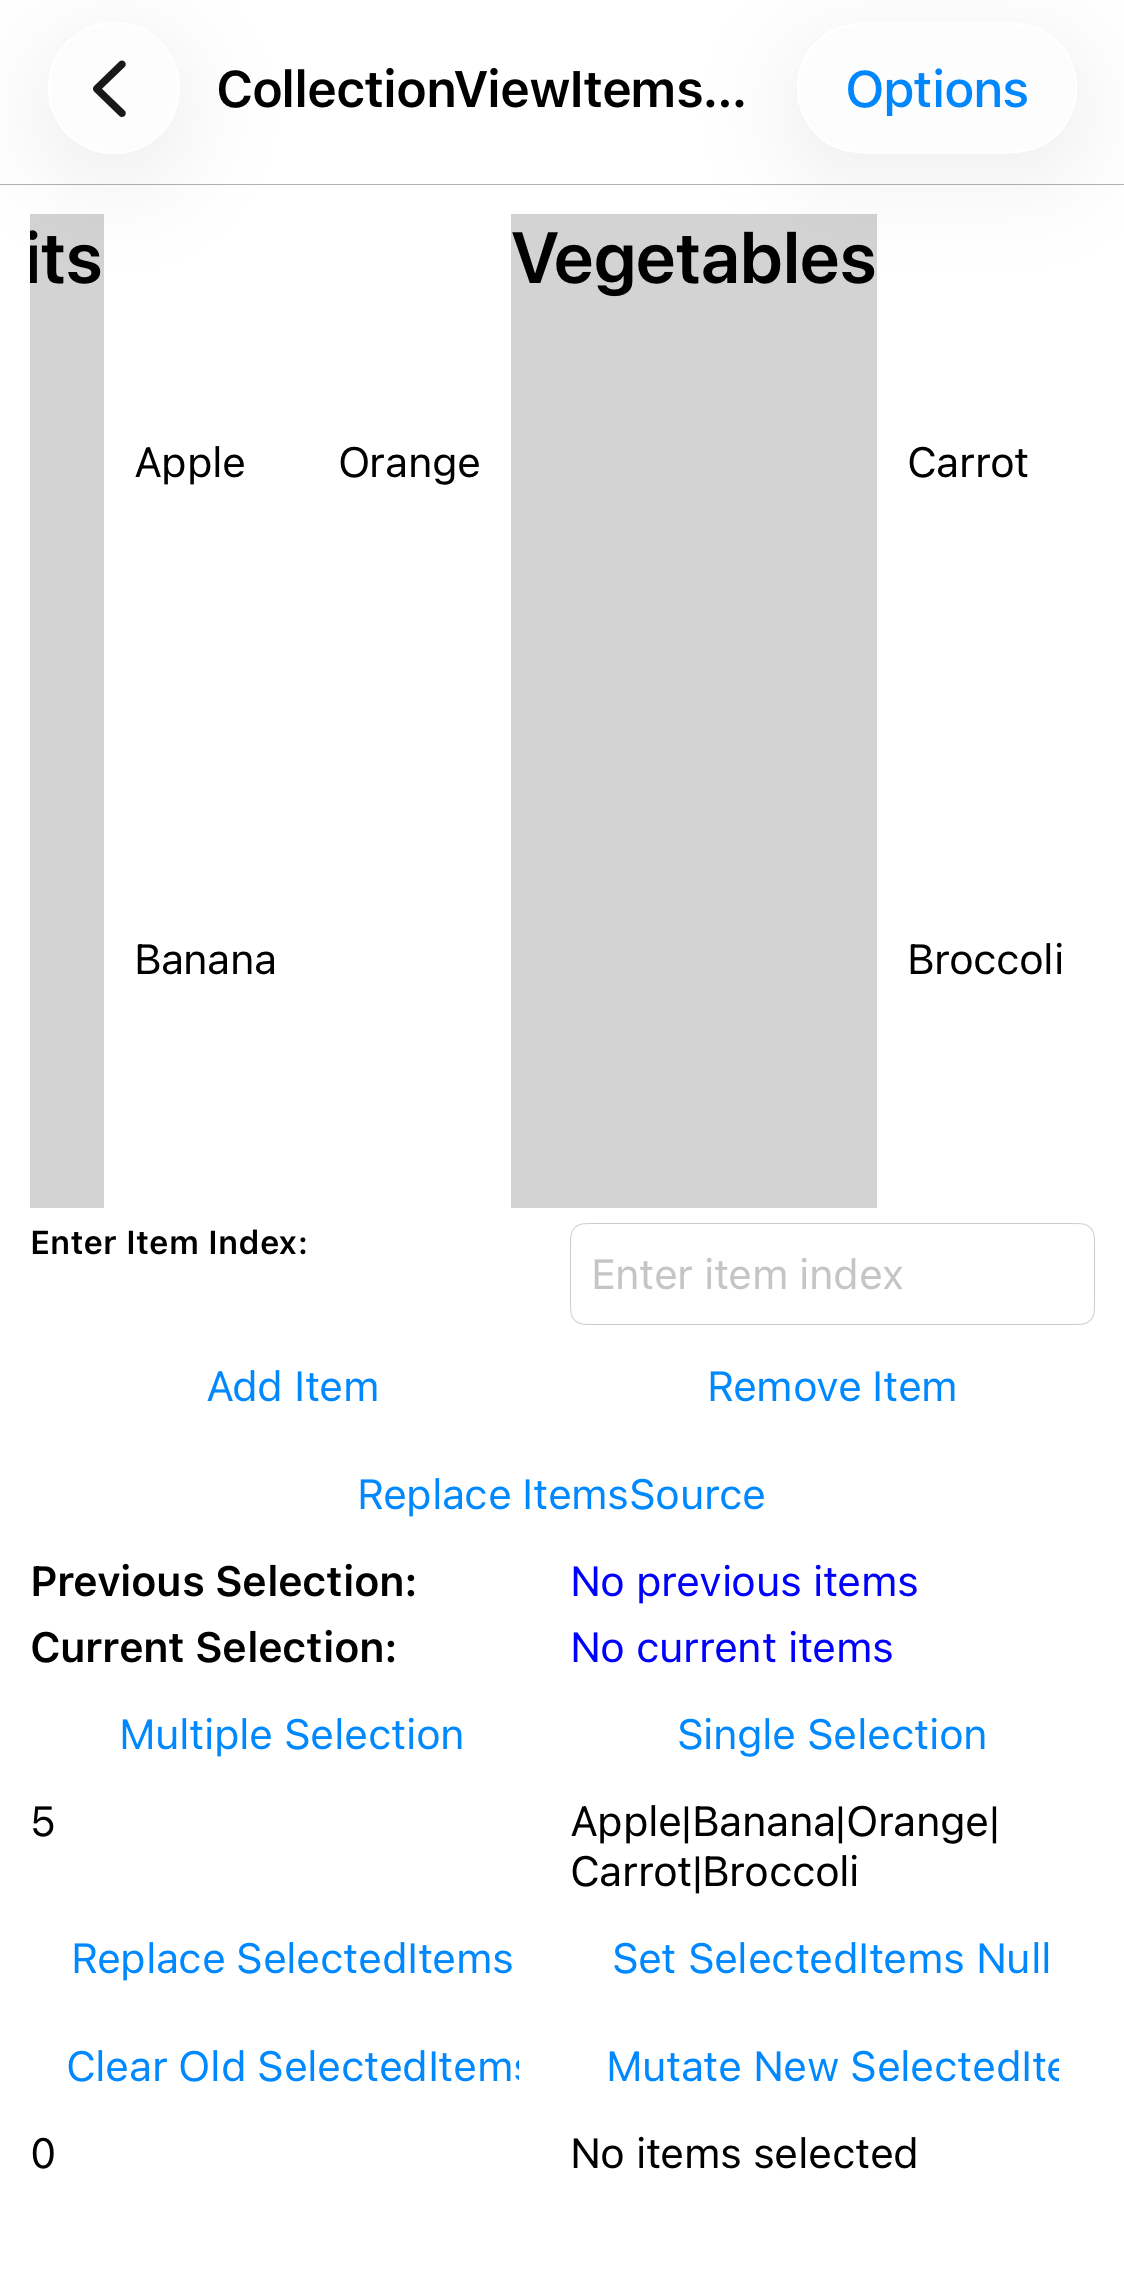 CollectionViewItems...
Options
its
Vegetables
Apple
Orange
Carrot
Banana
Broccoli
Enter Item Index:
Enter item index
Add Item
Remove Item
Replace ItemsSource
Previous Selection:
No previous items
Current Selection:
No current items
Multiple Selection
Single Selection
5
Apple|Banana|Orange|
Carrot|Broccoli
Replace SelectedItems
Set SelectedItems Null
Clear Old SelectedItems
Mutate New SelectedIte
0
No items selected